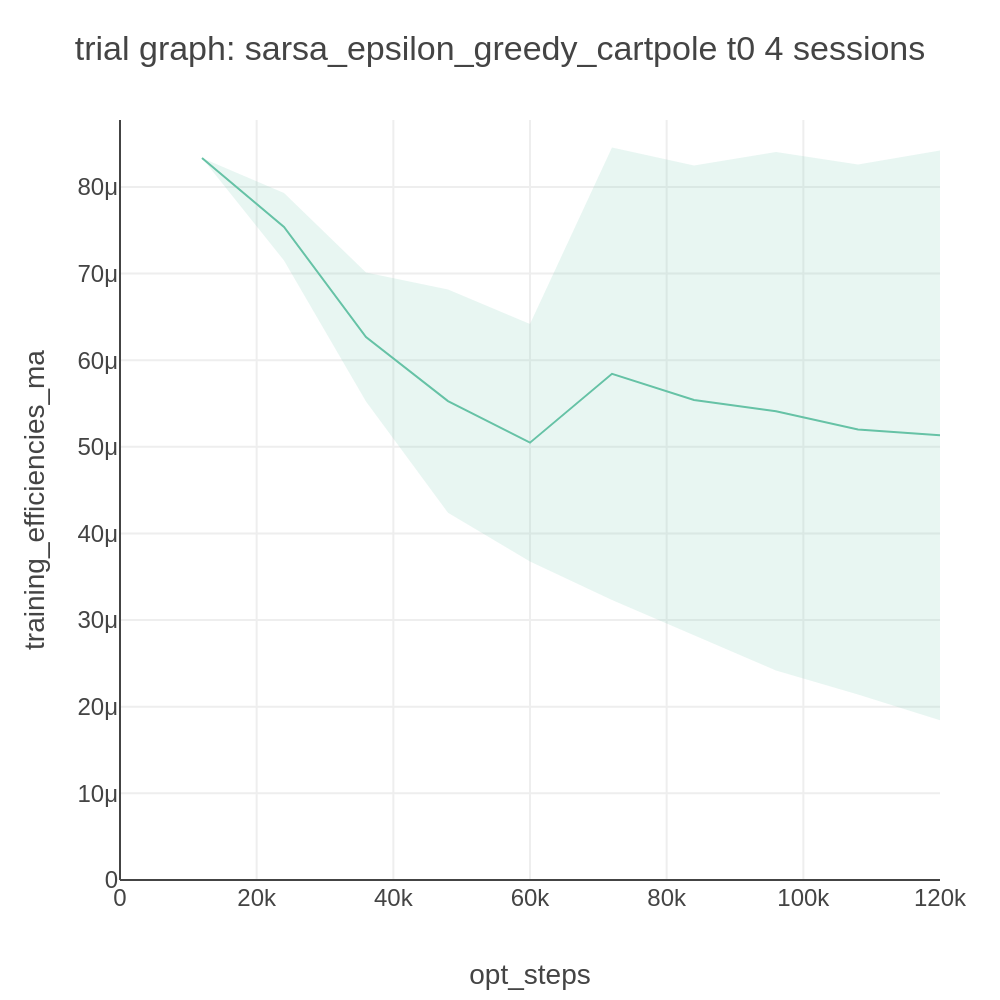 trial graph: sarsa_epsilon_greedy_cartpole t0 4 sessions
80μ
70μ
60μ
50μ
40μ
30μ
20μ
10μ
0
training_efficiencies_ma
0 20k 40k 60k 80k 100k 120k
opt_steps